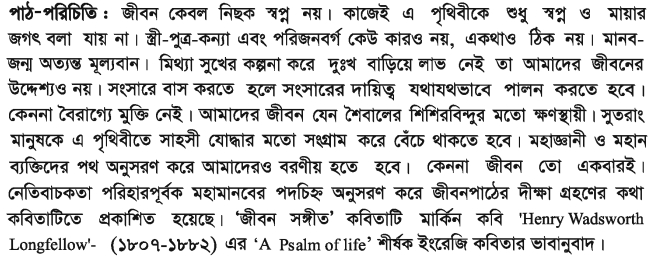 পাঠ-পরিচিতি : জীবন কেবল নিছক স্বপ্ন নয়। কাজেই এ পৃথিবীকে শুধু স্বপ্ন ও মায়ার
জগৎ বলা যায় না। স্ত্রী-পুত্র-কন্যা এবং পরিজনবর্গ কেউ কারও নয়, একথাও ঠিক নয়। মানব-
জন্ম অত্যন্ত মূল্যবান। মিথ্যা সুখের কল্পনা করে দুঃখ বাড়িয়ে লাভ নেই তা আমাদের জীবনের
উদ্দেশ্যও নয়। সংসারে বাস করতে হলে সংসারের দায়িত্ব যথাযথভাবে পালন করতে হবে।
কেননা বৈরাগ্যে মুক্তি নেই। আমাদের জীবন যেন শৈবালের শিশিরবিন্দুর মতো ক্ষণস্থায়ী। সুতরাং
মানুষকে এ পৃথিবীতে সাহসী যোদ্ধার মতো সংগ্রাম করে বেঁচে থাকতে হবে। মহাজ্ঞানী ও মহান
ব্যক্তিদের পথ অনুসরণ করে আমাদেরও বরণীয় হতে হবে। কেননা জীবন তো একবারই।
নেতিবাচকতা পরিহারপূর্বক মহামানবের পদচিহ্ন অনুসরণ করে জীবনপাঠের দীক্ষা গ্রহণের কথা
কবিতাটিতে প্রকাশিত হয়েছে। ‘জীবন সঙ্গীত’ কবিতাটি মার্কিন কবি 'Henry Wadsworth
Longfellow'- (১৮০৭-১৮৮২) এর ‘A Psalm of life’ শীর্ষক ইংরেজি কবিতার ভাবানুবাদ।